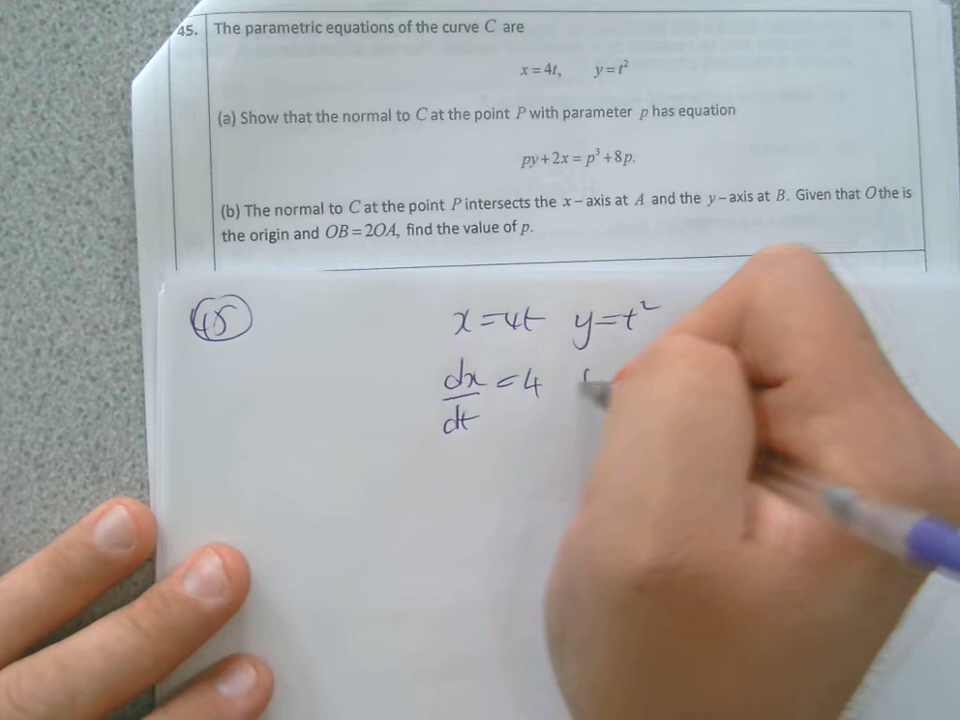 45. The parametric equations of the curve C are
x = 4t, y = t²
(a) Show that the normal to C at the point P with parameter p has equation
py + 2x = p³ + 8p.
(b) The normal to C at the point P intersects the x – axis at A and the y – axis at B. Given that O the is
the origin and OB = 2OA, find the value of p.
45
x = 4t y = t²
dx/dt = 4